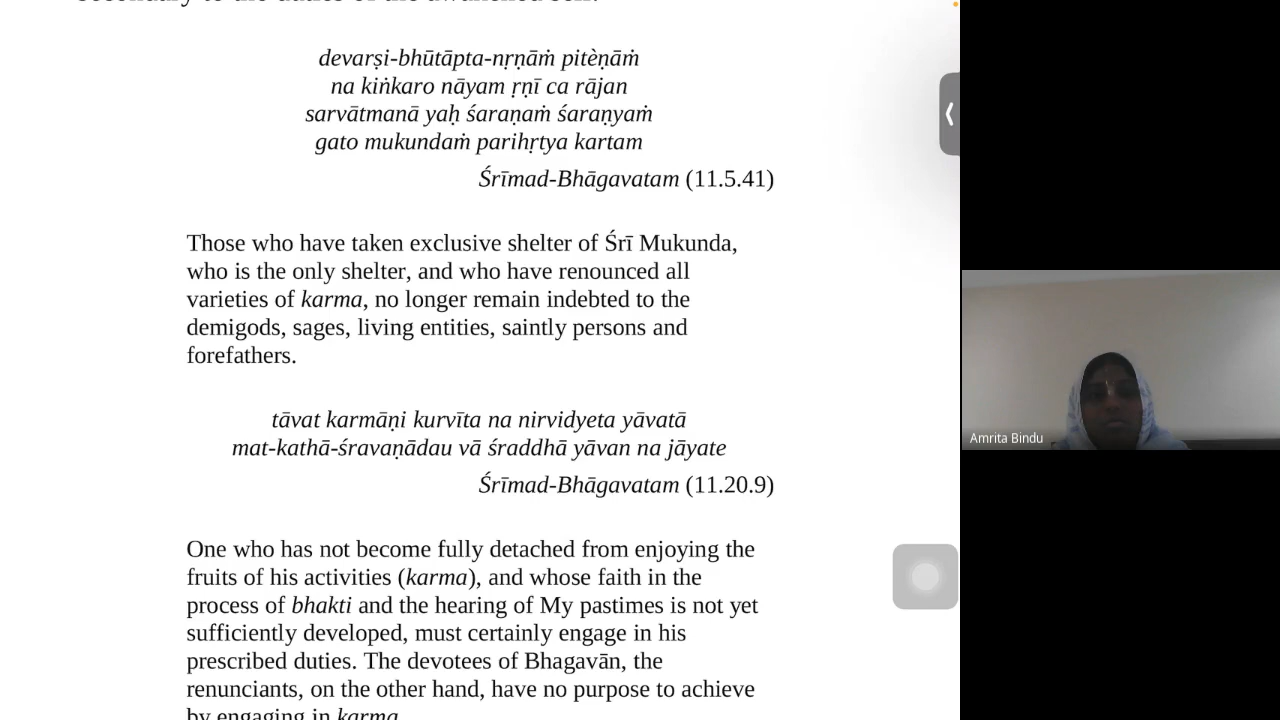 devarṣi-bhūtāpta-nṛṇāṁ pitèṇāṁ
na kiṅkaro nāyam ṛṇī ca rājan
sarvātmanā yaḥ śaraṇaṁ śaraṇyaṁ
gato mukundaṁ parihṛtya kartam
Śrīmad-Bhāgavatam (11.5.41)
Those who have taken exclusive shelter of Śrī Mukunda,
who is the only shelter, and who have renounced all
varieties of karma, no longer remain indebted to the
demigods, sages, living entities, saintly persons and
forefathers.
tāvat karmāṇi kurvīta na nirvidyeta yāvatā
mat-kathā-śravaṇādau vā śraddhā yāvan na jāyate
Śrīmad-Bhāgavatam (11.20.9)
One who has not become fully detached from enjoying the
fruits of his activities (karma), and whose faith in the
process of bhakti and the hearing of My pastimes is not yet
sufficiently developed, must certainly engage in his
prescribed duties. The devotees of Bhagavān, the
renunciants, on the other hand, have no purpose to achieve
by engaging in karma
Amrita Bindu